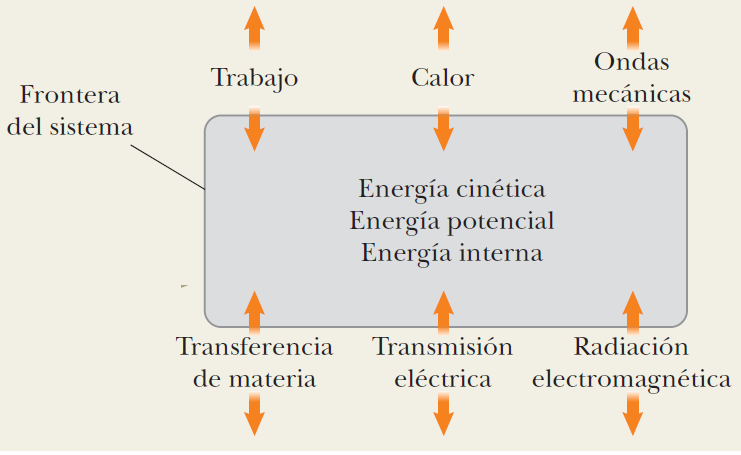 Trabajo
Calor
Ondas
mecánicas
Frontera
del sistema
Energía cinética
Energía potencial
Energía interna
Transferencia
de materia
Transmisión
eléctrica
Radiación
electromagnética